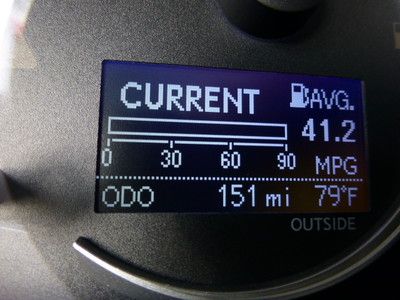 CURRENT AVG.
41.2
0 30 60 90 MPG
ODO 151 mi 79°F
OUTSIDE